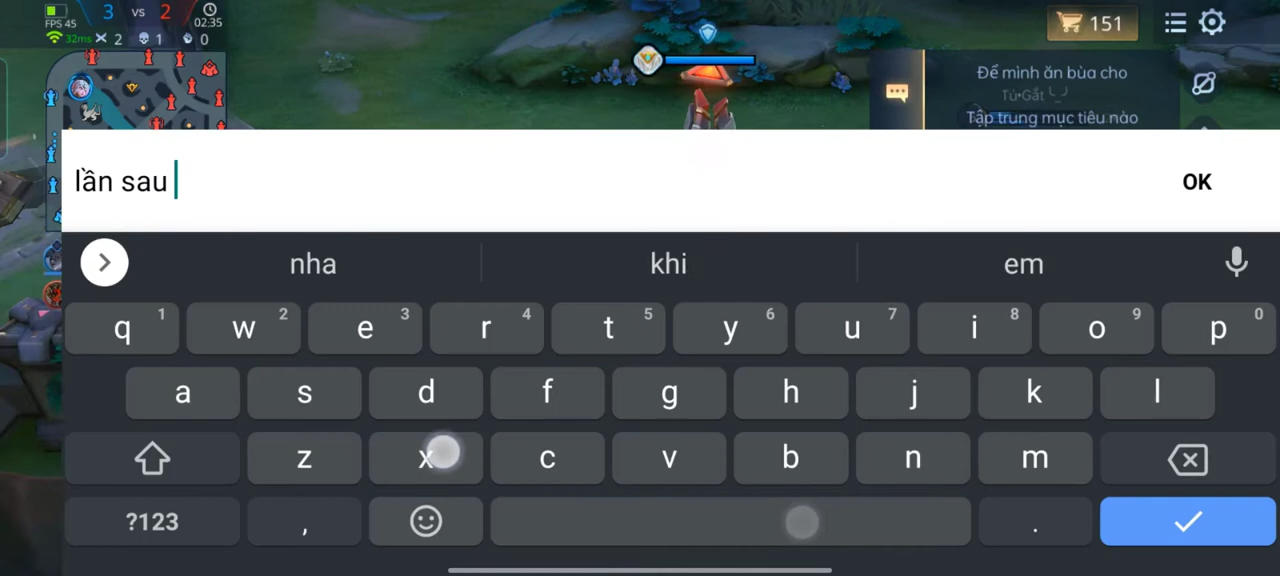 3 vs 2
02:35
FPS 45
32ms 2 1 0
151
Để mình ăn bùa cho
Tú•Gắt ╰_╯
Tập trung mục tiêu nào
lần sau
OK
nha khi em
q 1 w 2 e 3 r 4 t 5 y 6 u 7 i 8 o 9 p 0
a s d f g h j k l
z x c v b n m
?123 , .